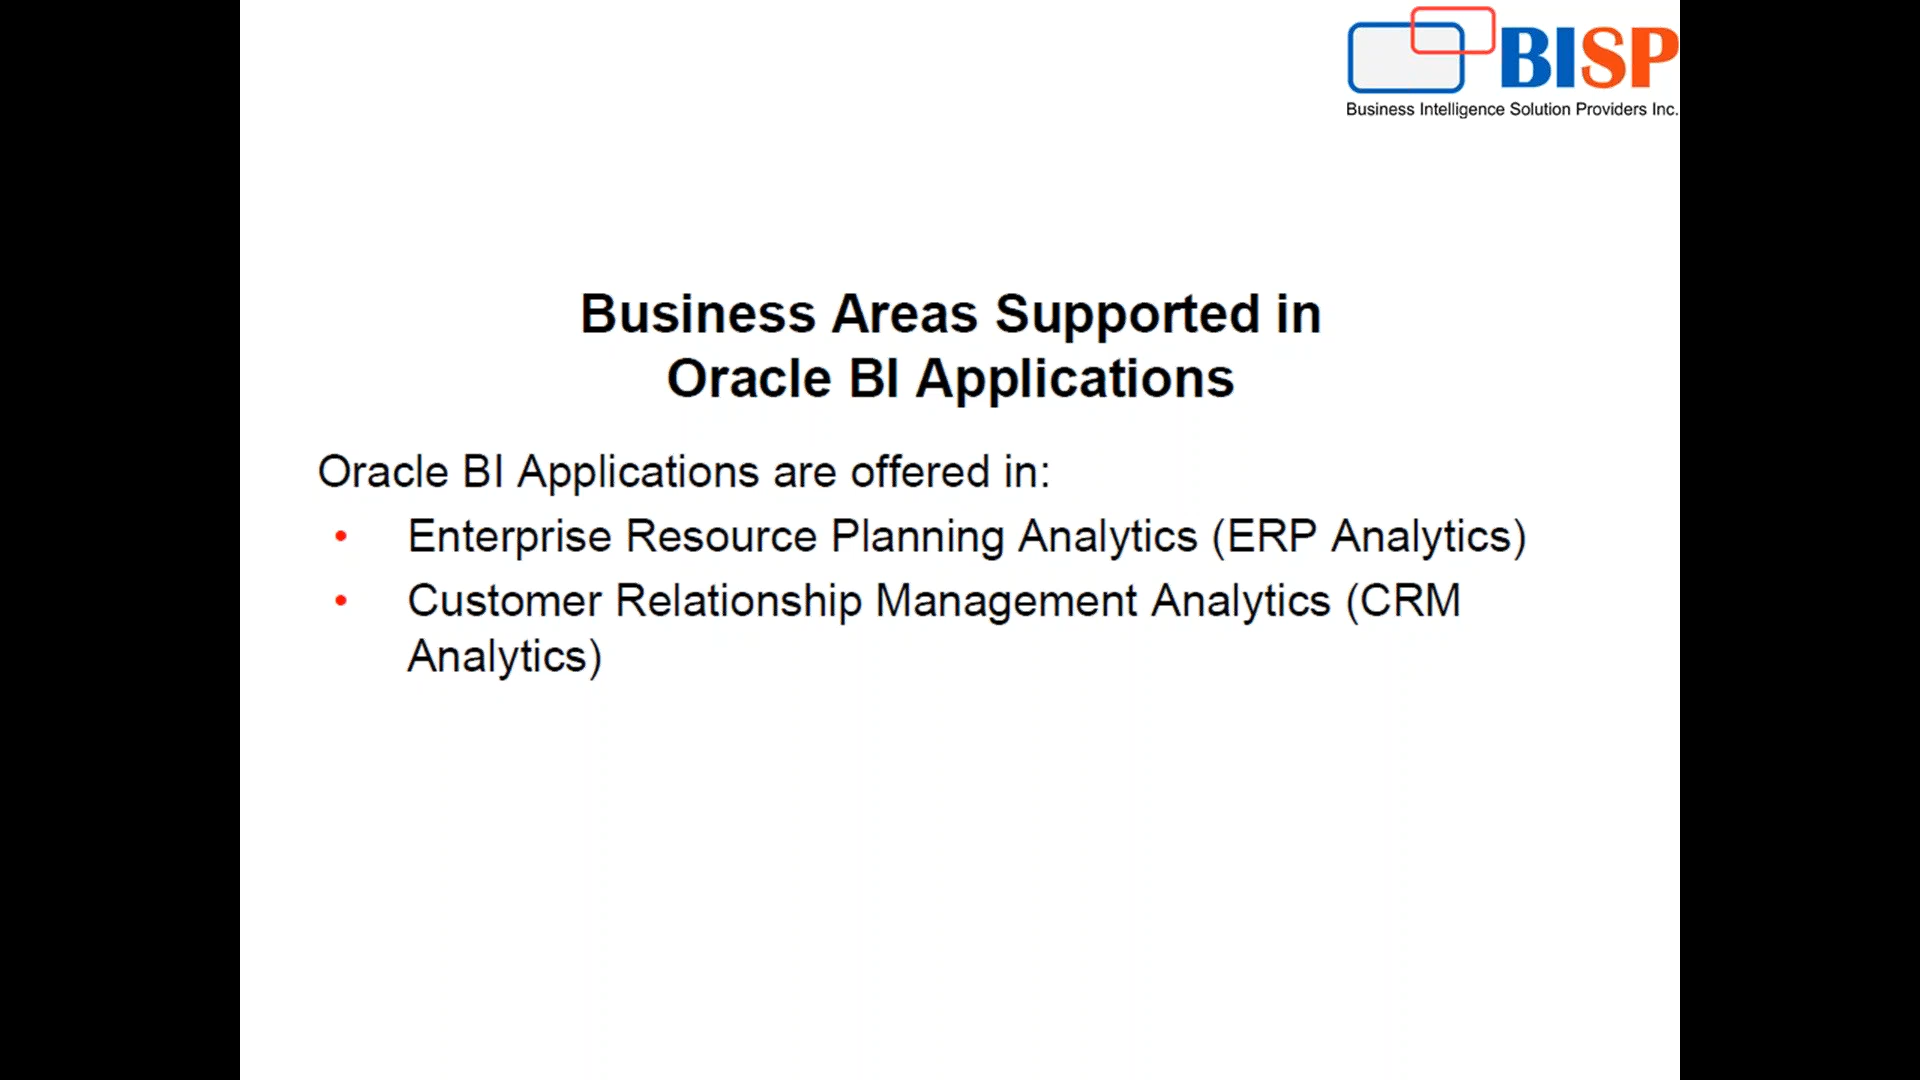 BISP
Business Intelligence Solution Providers Inc.
Business Areas Supported in
Oracle BI Applications
Oracle BI Applications are offered in:
• Enterprise Resource Planning Analytics (ERP Analytics)
• Customer Relationship Management Analytics (CRM
Analytics)